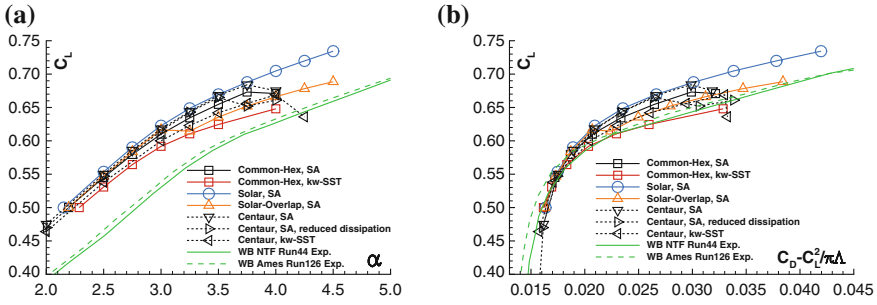 (a)
C_L
0.75
0.70
0.65
0.60
0.55
0.50
0.45
0.40
2.0 2.5 3.0 3.5 4.0 4.5 5.0
α
Common-Hex, SA
Common-Hex, kw-SST
Solar, SA
Solar-Overlap, SA
Centaur, SA
Centaur, SA, reduced dissipation
Centaur, kw-SST
WB NTF Run44 Exp.
WB Ames Run126 Exp.
(b)
C_L
0.75
0.70
0.65
0.60
0.55
0.50
0.45
0.40
0.015 0.020 0.025 0.030 0.035 0.040 0.045
C_D-C_L^2/πΛ
Common-Hex, SA
Common-Hex, kw-SST
Solar, SA
Solar-Overlap, SA
Centaur, SA
Centaur, SA, reduced dissipation
Centaur, kw-SST
WB NTF Run44 Exp.
WB Ames Run126 Exp.